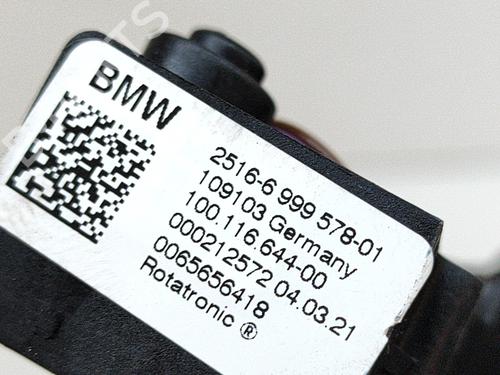 BMW
2516-6 999 578-01
109103 Germany
100.116.644-00
000212572 04.03.21
0065656418
Rotatronic ®